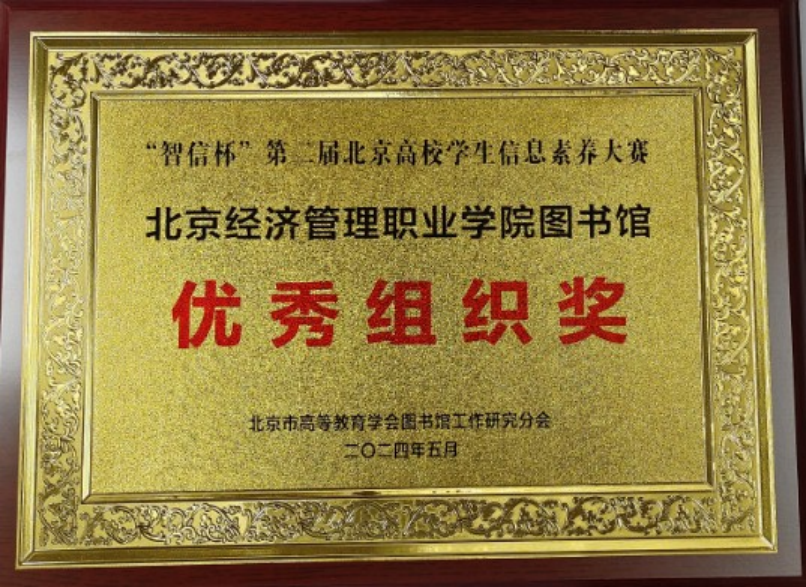 “智信杯”第二届北京高校学生信息素养大赛
北京经济管理职业学院图书馆
优秀组织奖
北京市高等教育学会图书馆工作研究分会
二〇二四年五月